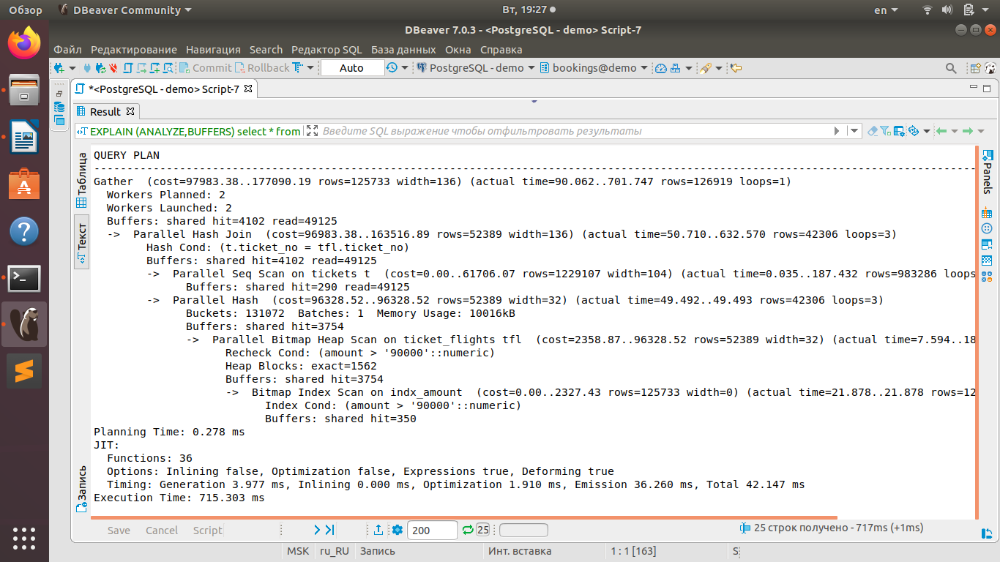 Обзор DBeaver Community Вт, 19:27 en
DBeaver 7.0.3 - <PostgreSQL - demo> Script-7
Файл Редактирование Навигация Search Редактор SQL База данных Окна Справка
Commit Rollback Auto PostgreSQL - demo bookings@demo
*<PostgreSQL - demo> Script-7
Result
EXPLAIN (ANALYZE,BUFFERS) select * from Введите SQL выражение чтобы отфильтровать результаты
Таблица
Текст
Запись
Panels
QUERY PLAN
--------------------------------------------------------------------------------------------------------------------------------------
Gather  (cost=97983.38..177090.19 rows=125733 width=136) (actual time=90.062..701.747 rows=126919 loops=1)
  Workers Planned: 2
  Workers Launched: 2
  Buffers: shared hit=4102 read=49125
  ->  Parallel Hash Join  (cost=96983.38..163516.89 rows=52389 width=136) (actual time=50.710..632.570 rows=42306 loops=3)
        Hash Cond: (t.ticket_no = tfl.ticket_no)
        Buffers: shared hit=4102 read=49125
        ->  Parallel Seq Scan on tickets t  (cost=0.00..61706.07 rows=1229107 width=104) (actual time=0.035..187.432 rows=983286 loops
              Buffers: shared hit=290 read=49125
        ->  Parallel Hash  (cost=96328.52..96328.52 rows=52389 width=32) (actual time=49.492..49.493 rows=42306 loops=3)
              Buckets: 131072  Batches: 1  Memory Usage: 10016kB
              Buffers: shared hit=3754
              ->  Parallel Bitmap Heap Scan on ticket_flights tfl  (cost=2358.87..96328.52 rows=52389 width=32) (actual time=7.594..18
                    Recheck Cond: (amount > '90000'::numeric)
                    Heap Blocks: exact=1562
                    Buffers: shared hit=3754
                    ->  Bitmap Index Scan on indx_amount  (cost=0.00..2327.43 rows=125733 width=0) (actual time=21.878..21.878 rows=12
                          Index Cond: (amount > '90000'::numeric)
                          Buffers: shared hit=350
Planning Time: 0.278 ms
JIT:
  Functions: 36
  Options: Inlining false, Optimization false, Expressions true, Deforming true
  Timing: Generation 3.977 ms, Inlining 0.000 ms, Optimization 1.910 ms, Emission 36.260 ms, Total 42.147 ms
Execution Time: 715.303 ms
Save Cancel Script 200 25 25 строк получено - 717ms (+1ms)
MSK ru_RU Запись Инт. вставка 1 : 1 [163] S